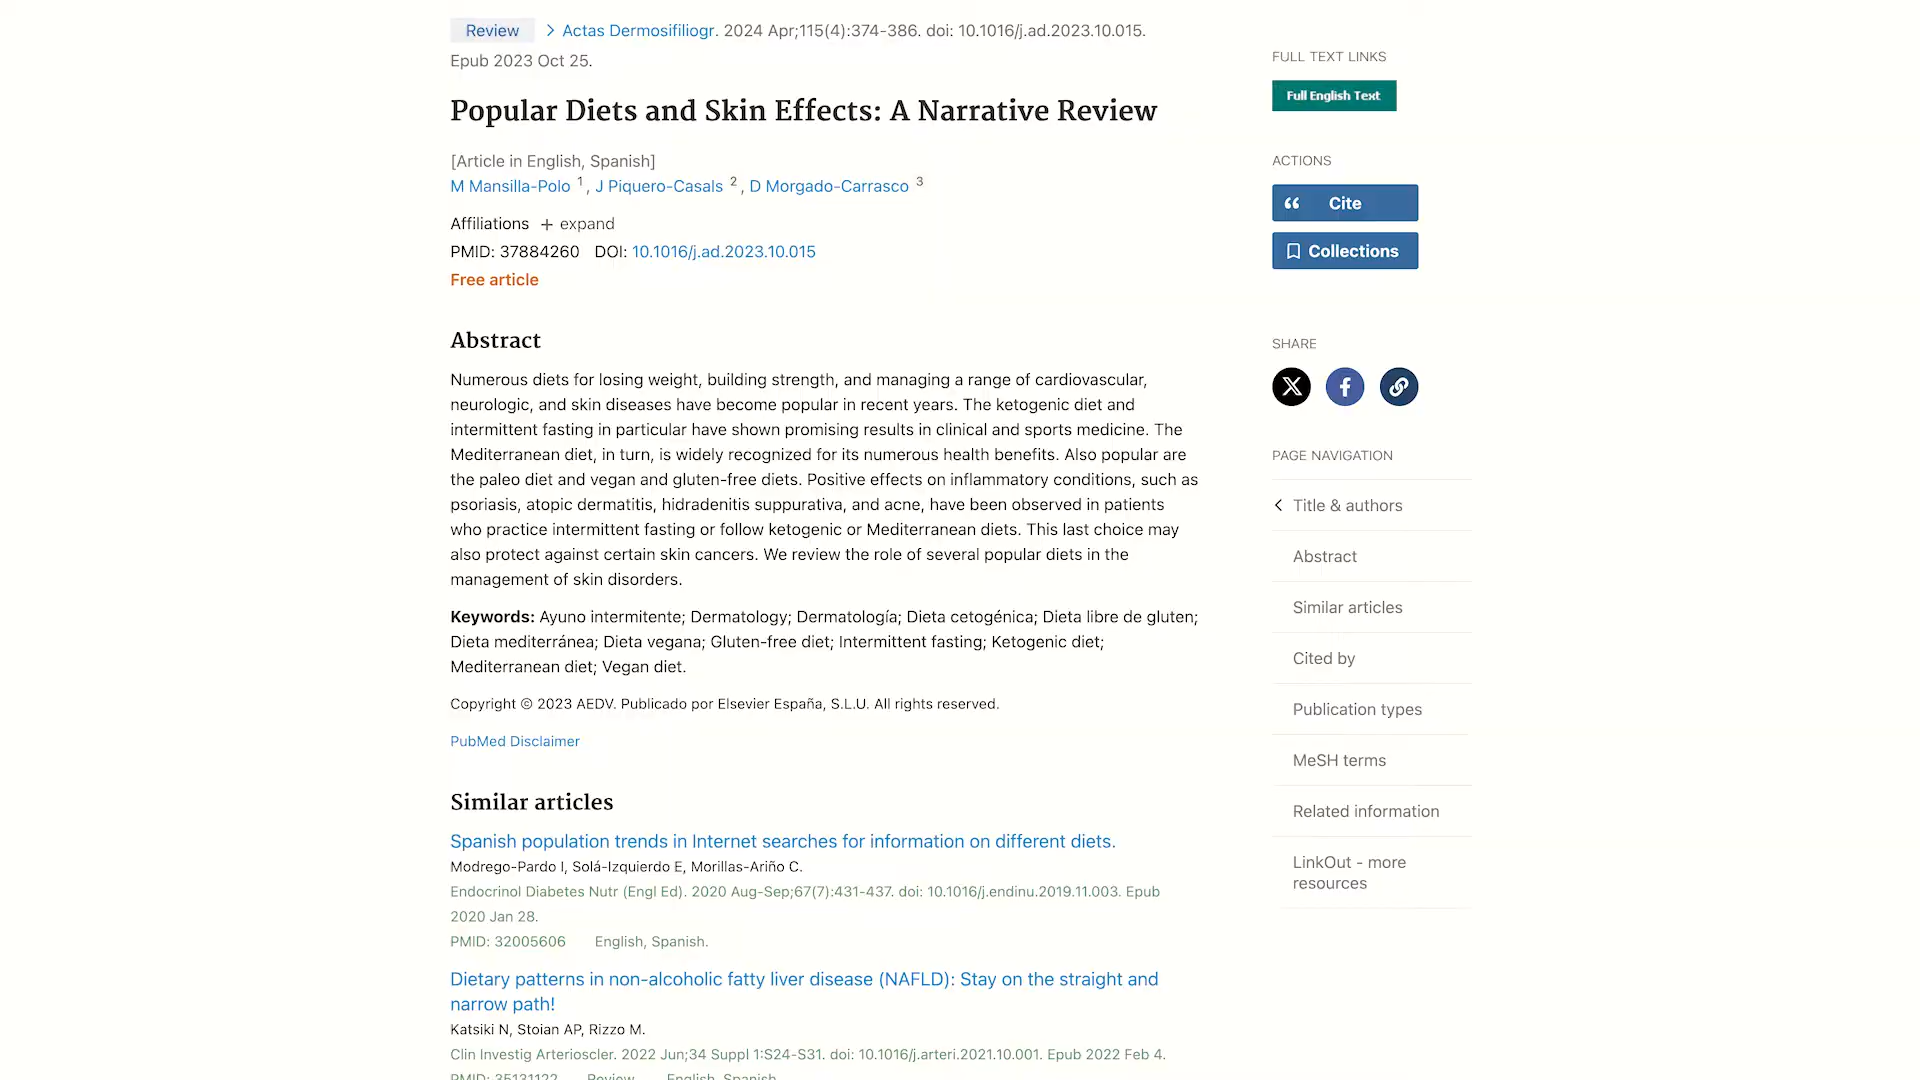 Review > Actas Dermosifiliogr. 2024 Apr;115(4):374-386. doi: 10.1016/j.ad.2023.10.015.
Epub 2023 Oct 25.
Popular Diets and Skin Effects: A Narrative Review
[Article in English, Spanish]
M Mansilla-Polo 1, J Piquero-Casals 2, D Morgado-Carrasco 3
Affiliations + expand
PMID: 37884260 DOI: 10.1016/j.ad.2023.10.015
Free article
Abstract
Numerous diets for losing weight, building strength, and managing a range of cardiovascular,
neurologic, and skin diseases have become popular in recent years. The ketogenic diet and
intermittent fasting in particular have shown promising results in clinical and sports medicine. The
Mediterranean diet, in turn, is widely recognized for its numerous health benefits. Also popular are
the paleo diet and vegan and gluten-free diets. Positive effects on inflammatory conditions, such as
psoriasis, atopic dermatitis, hidradenitis suppurativa, and acne, have been observed in patients
who practice intermittent fasting or follow ketogenic or Mediterranean diets. This last choice may
also protect against certain skin cancers. We review the role of several popular diets in the
management of skin disorders.
Keywords: Ayuno intermitente; Dermatology; Dermatología; Dieta cetogénica; Dieta libre de gluten;
Dieta mediterránea; Dieta vegana; Gluten-free diet; Intermittent fasting; Ketogenic diet;
Mediterranean diet; Vegan diet.
Copyright © 2023 AEDV. Publicado por Elsevier España, S.L.U. All rights reserved.
PubMed Disclaimer
Similar articles
Spanish population trends in Internet searches for information on different diets.
Modrego-Pardo I, Solá-Izquierdo E, Morillas-Ariño C.
Endocrinol Diabetes Nutr (Engl Ed). 2020 Aug-Sep;67(7):431-437. doi: 10.1016/j.endinu.2019.11.003. Epub
2020 Jan 28.
PMID: 32005606 English, Spanish.
Dietary patterns in non-alcoholic fatty liver disease (NAFLD): Stay on the straight and
narrow path!
Katsiki N, Stoian AP, Rizzo M.
Clin Investig Arterioscler. 2022 Jun;34 Suppl 1:S24-S31. doi: 10.1016/j.arteri.2021.10.001. Epub 2022 Feb 4.
PMID: 35131122 Review English, Spanish
FULL TEXT LINKS
Full English Text
ACTIONS
Cite
Collections
SHARE
PAGE NAVIGATION
Title & authors
Abstract
Similar articles
Cited by
Publication types
MeSH terms
Related information
LinkOut - more
resources